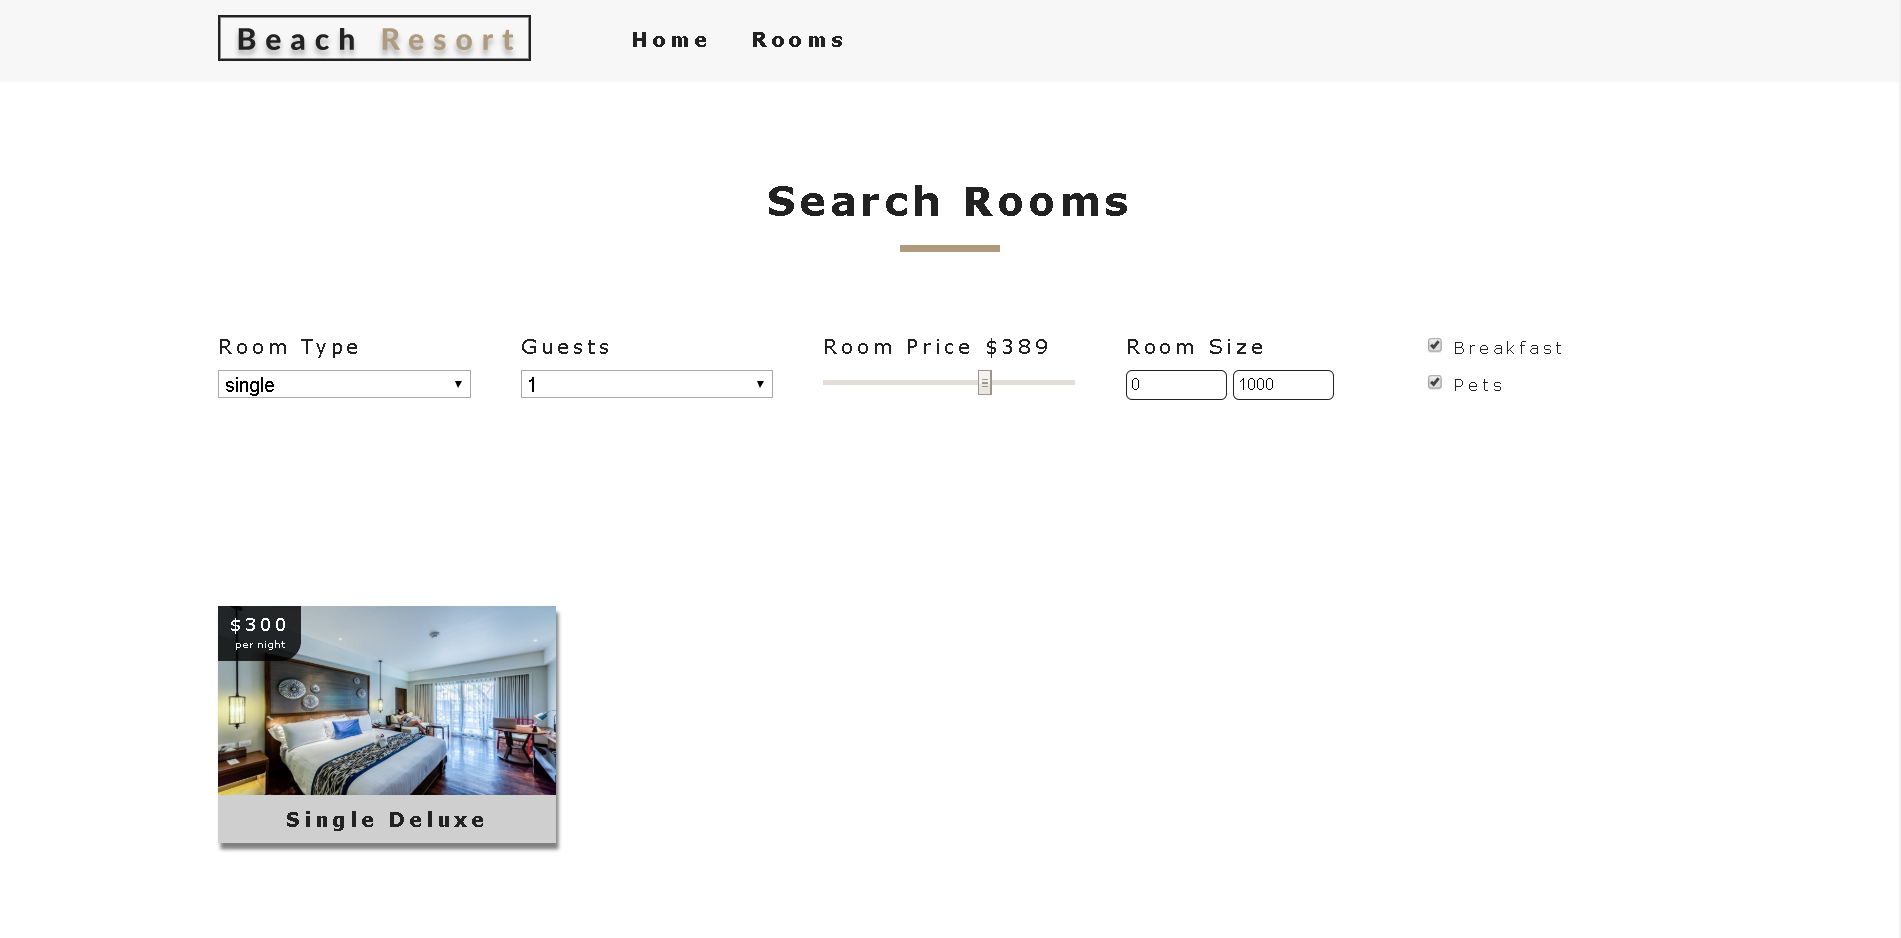 Beach Resort
Home Rooms
Search Rooms
Room Type
single
Guests
1
Room Price $389
Room Size
0 1000
Breakfast
Pets
$300
per night
Single Deluxe